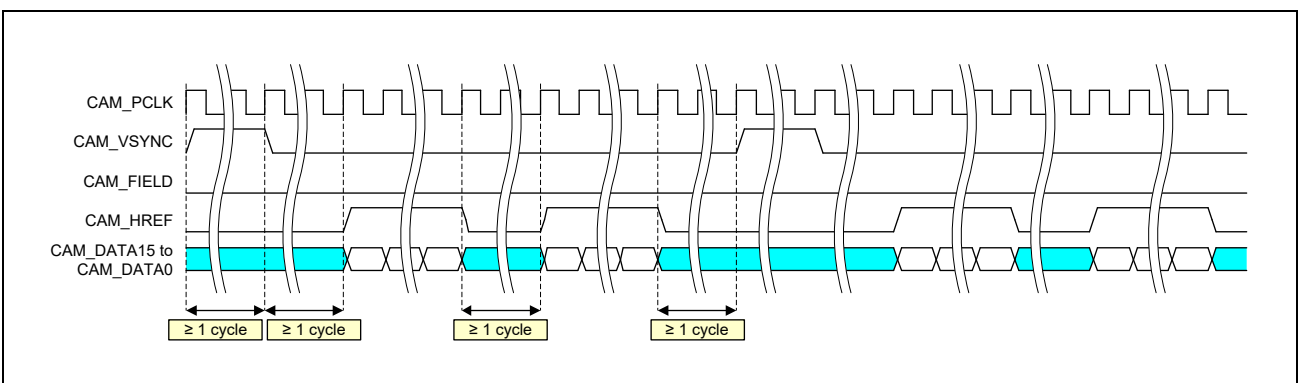 CAM_PCLK
CAM_VSYNC
CAM_FIELD
CAM_HREF
CAM_DATA15 to
CAM_DATA0
≥ 1 cycle
≥ 1 cycle
≥ 1 cycle
≥ 1 cycle